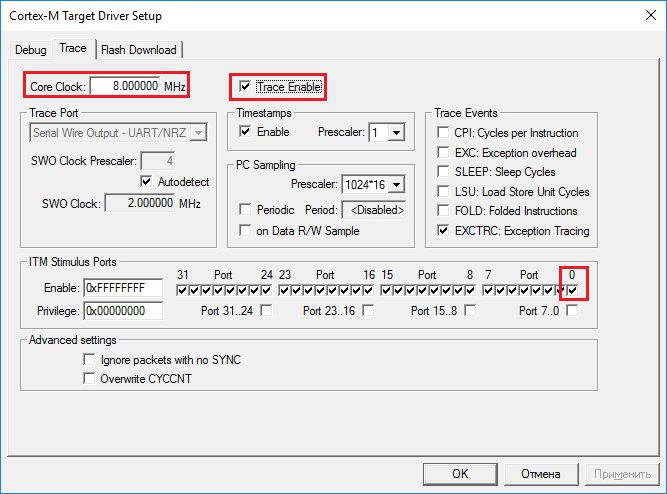 Cortex-M Target Driver Setup
Debug Trace Flash Download
Core Clock: 8.000000 MHz Trace Enable
Trace Port Timestamps Trace Events
Serial Wire Output - UART/NRZ Enable Prescaler: 1 CPI: Cycles per Instruction
SWO Clock Prescaler: 4 EXC: Exception overhead
Autodetect PC Sampling SLEEP: Sleep Cycles
SWO Clock: 2.000000 MHz Prescaler: 1024*16 LSU: Load Store Unit Cycles
Periodic Period: <Disabled> FOLD: Folded Instructions
on Data R/W Sample EXCTRC: Exception Tracing
ITM Stimulus Ports
31 Port 24 23 Port 16 15 Port 8 7 Port 0
Enable: 0xFFFFFFFF
Privilege: 0x00000000 Port 31..24 Port 23..16 Port 15..8 Port 7..0
Advanced settings
Ignore packets with no SYNC
Overwrite CYCCNT
OK Отмена Применить